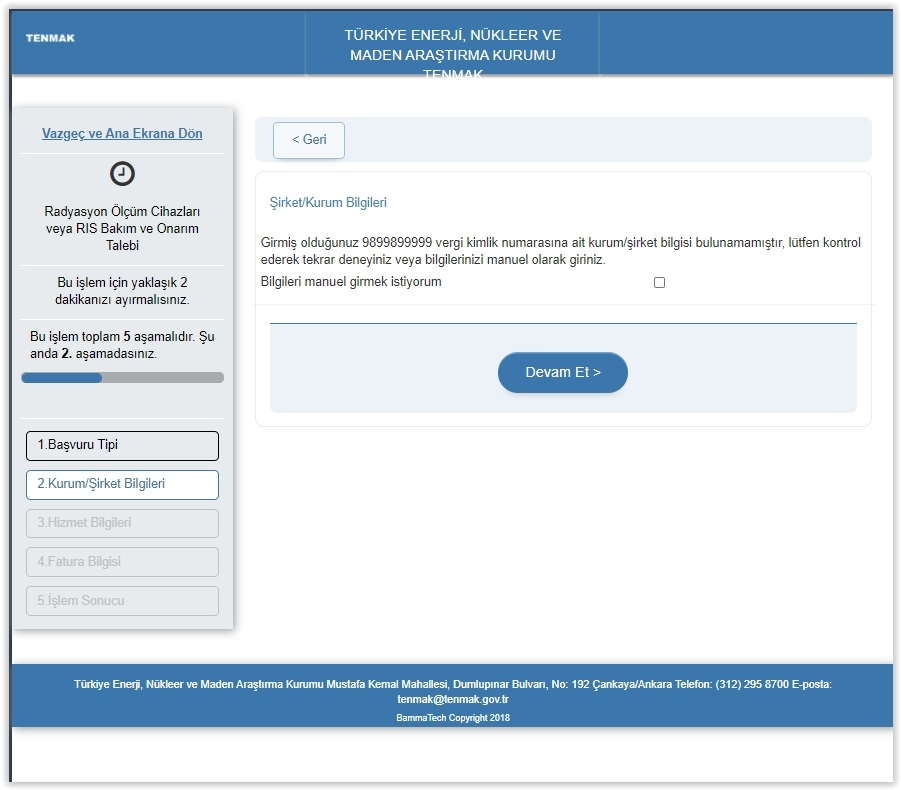 TENMAK
TÜRKİYE ENERJİ, NÜKLEER VE
MADEN ARAŞTIRMA KURUMU
TENMAK
Vazgeç ve Ana Ekrana Dön
Radyasyon Ölçüm Cihazları
veya RIS Bakım ve Onarım
Talebi
Bu işlem için yaklaşık 2
dakikanızı ayırmalısınız.
Bu işlem toplam 5 aşamalıdır. Şu
anda 2. aşamadasınız.
1.Başvuru Tipi
2.Kurum/Şirket Bilgileri
3.Hizmet Bilgileri
4.Fatura Bilgisi
5.İşlem Sonucu
< Geri
Şirket/Kurum Bilgileri
Girmiş olduğunuz 9899899999 vergi kimlik numarasına ait kurum/şirket bilgisi bulunamamıştır, lütfen kontrol
ederek tekrar deneyiniz veya bilgilerinizi manuel olarak giriniz.
Bilgileri manuel girmek istiyorum
Devam Et >
Türkiye Enerji, Nükleer ve Maden Araştırma Kurumu Mustafa Kemal Mahallesi, Dumlupınar Bulvarı, No: 192 Çankaya/Ankara Telefon: (312) 295 8700 E-posta:
tenmak@tenmak.gov.tr
BammaTech Copyright 2018